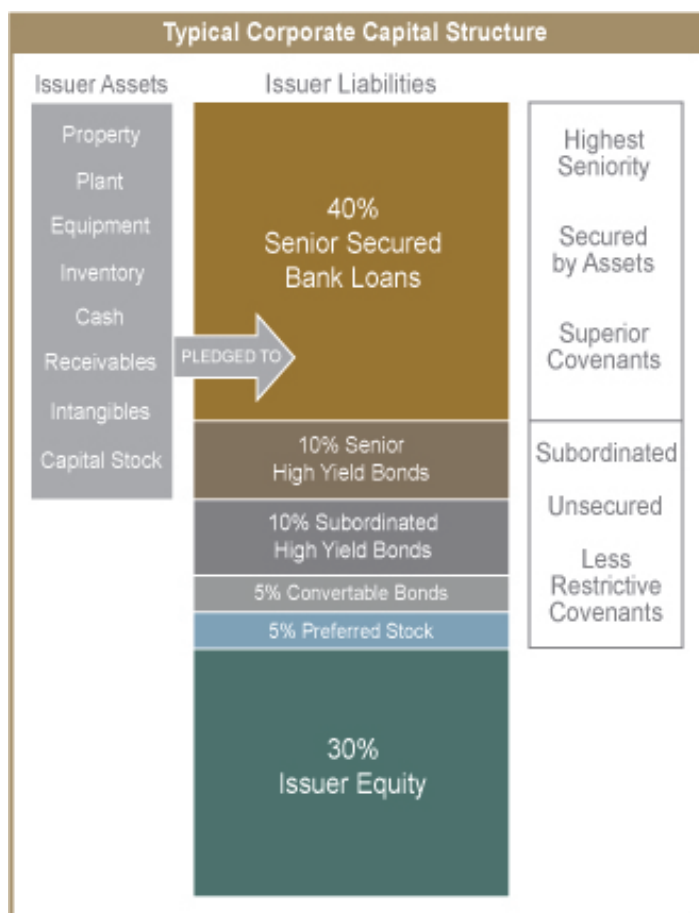 Typical Corporate Capital Structure
Issuer Assets
Property
Plant
Equipment
Inventory
Cash
Receivables
Intangibles
Capital Stock
PLEDGED TO
Issuer Liabilities
40%
Senior Secured
Bank Loans
10% Senior
High Yield Bonds
10% Subordinated
High Yield Bonds
5% Convertable Bonds
5% Preferred Stock
30%
Issuer Equity
Highest
Seniority
Secured
by Assets
Superior
Covenants
Subordinated
Unsecured
Less
Restrictive
Covenants